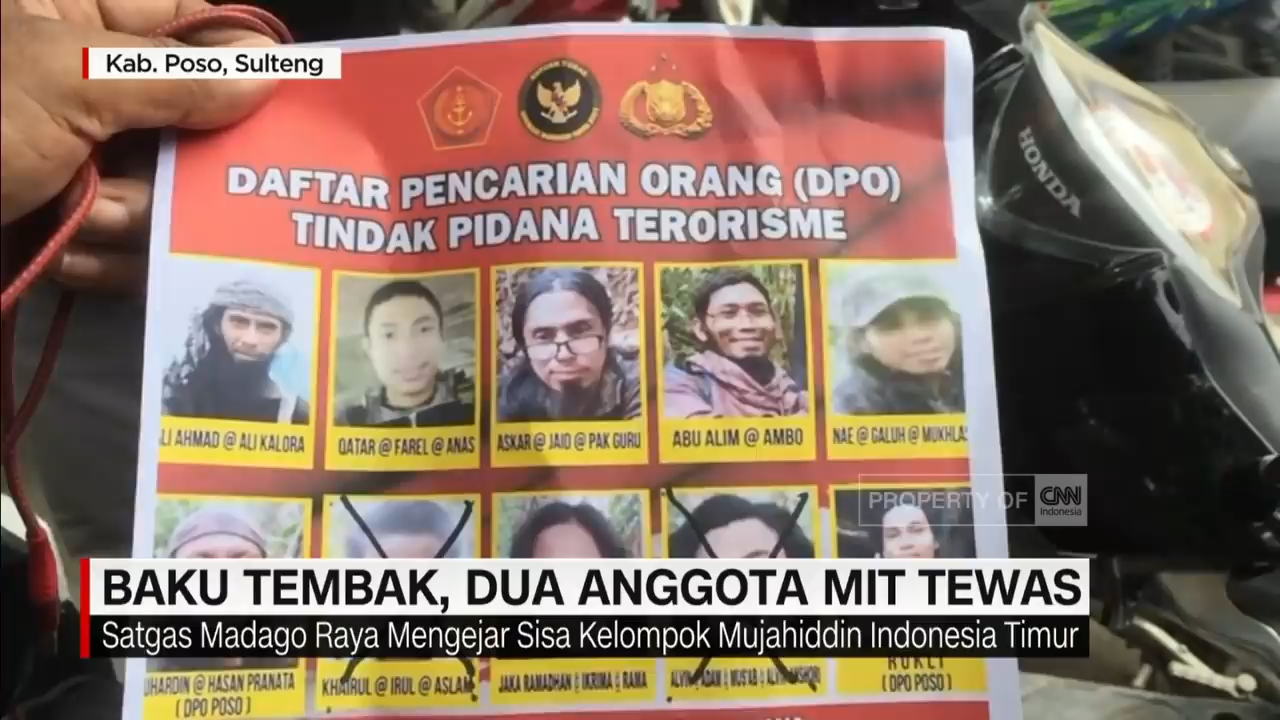 Kab. Poso, Sulteng
DAFTAR PENCARIAN ORANG (DPO)
TINDAK PIDANA TERORISME
HONDA
LI AHMAD @ ALI KALORA
QATAR @ FAREL @ ANAS
ASKAR @ JAID @ PAK GURU
ABU ALIM @ AMBO
NAE @ GALUH @ MUKHLAS
PROPERTY OF CNN Indonesia
BAKU TEMBAK, DUA ANGGOTA MIT TEWAS
Satgas Madago Raya Mengejar Sisa Kelompok Mujahiddin Indonesia Timur
UHARDIN @ HASAN PRANATA
( DPO POSO )
KHAIRUL @ IRUL @ ASLAM
JAKA RAMADHAN @ IKRIMA @ RAMA
RUKLI
( DPO POSO )